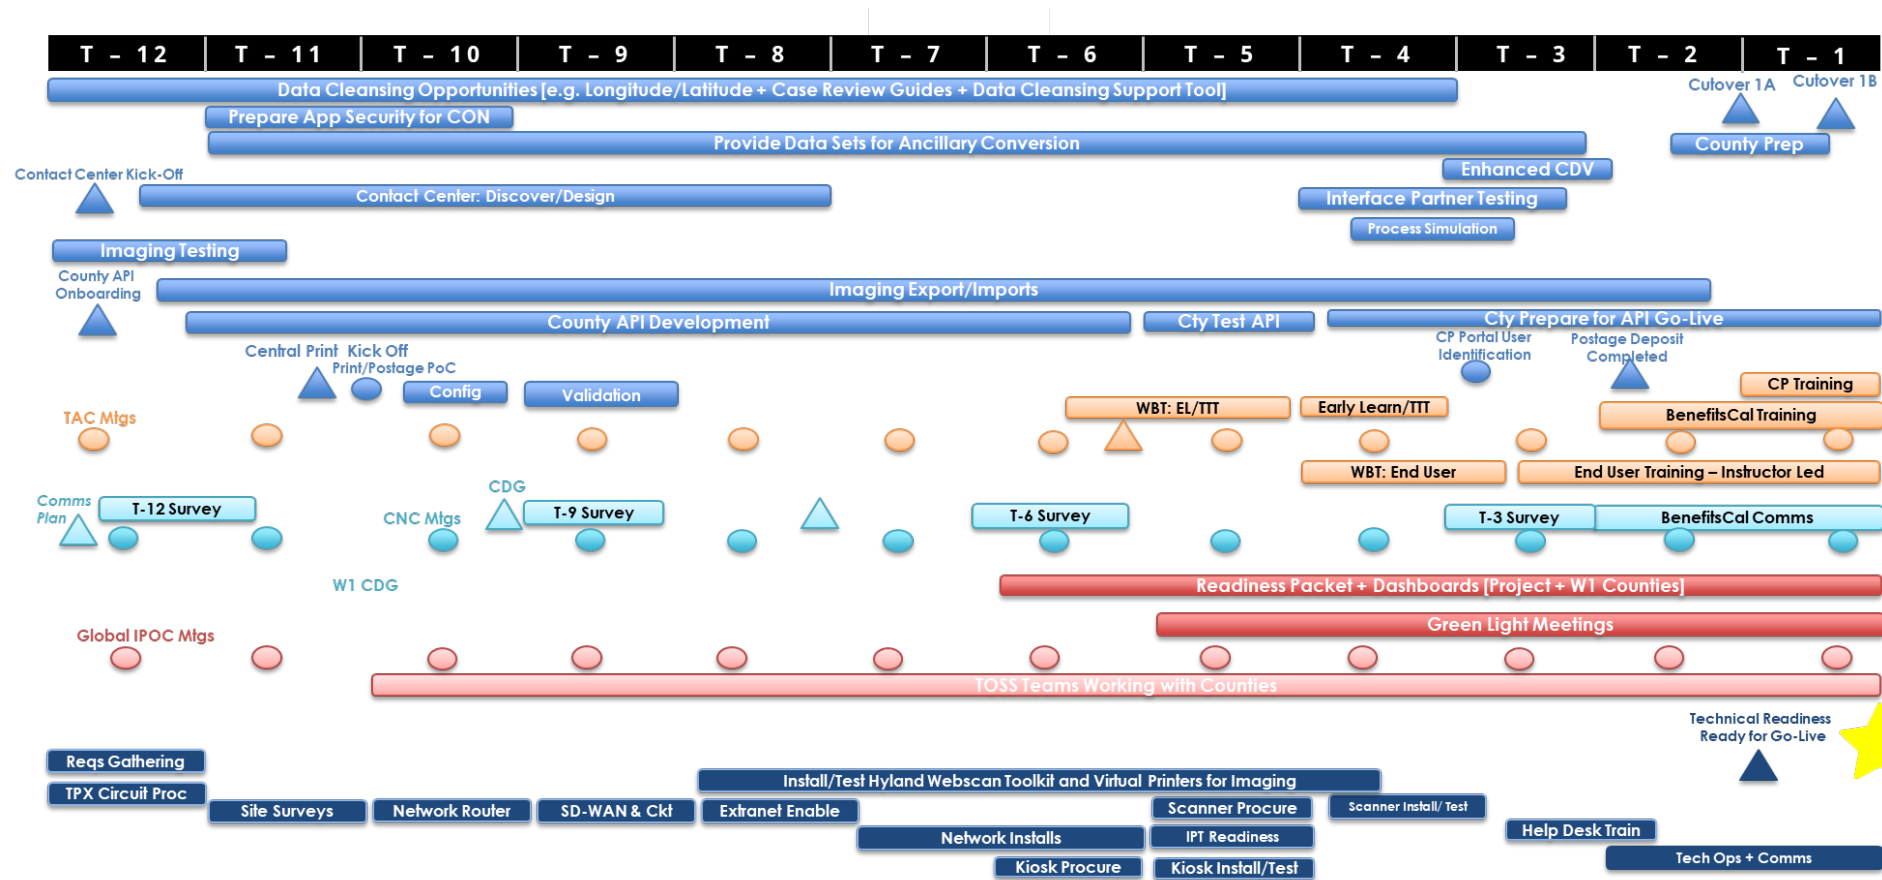 T – 12 T – 11 T – 10 T – 9 T – 8 T – 7 T – 6 T – 5 T – 4 T – 3 T – 2 T – 1
Data Cleansing Opportunities [e.g. Longitude/Latitude + Case Review Guides + Data Cleansing Support Tool]
Cutover 1A
Cutover 1B
Prepare App Security for CON
Provide Data Sets for Ancillary Conversion
County Prep
Enhanced CDV
Contact Center Kick-Off
Contact Center: Discover/Design
Interface Partner Testing
Process Simulation
Imaging Testing
County API
Onboarding
Imaging Export/Imports
County API Development
Cty Test API
Cty Prepare for API Go-Live
Central Print Kick Off
Print/Postage PoC
Config
Validation
CP Portal User
Identification
Postage Deposit
Completed
CP Training
WBT: EL/TTT
Early Learn/TTT
BenefitsCal Training
TAC Mtgs
WBT: End User
End User Training – Instructor Led
Comms
Plan
T-12 Survey
CNC Mtgs
CDG
T-9 Survey
T-6 Survey
T-3 Survey
BenefitsCal Comms
W1 CDG
Readiness Packet + Dashboards [Project + W1 Counties]
Green Light Meetings
Global IPOC Mtgs
TOSS Teams Working with Counties
Technical Readiness
Ready for Go-Live
Reqs Gathering
TPX Circuit Proc
Install/Test Hyland Webscan Toolkit and Virtual Printers for Imaging
Site Surveys
Network Router
SD-WAN & Ckt
Extranet Enable
Scanner Procure
Scanner Install/ Test
Network Installs
IPT Readiness
Help Desk Train
Kiosk Procure
Kiosk Install/Test
Tech Ops + Comms